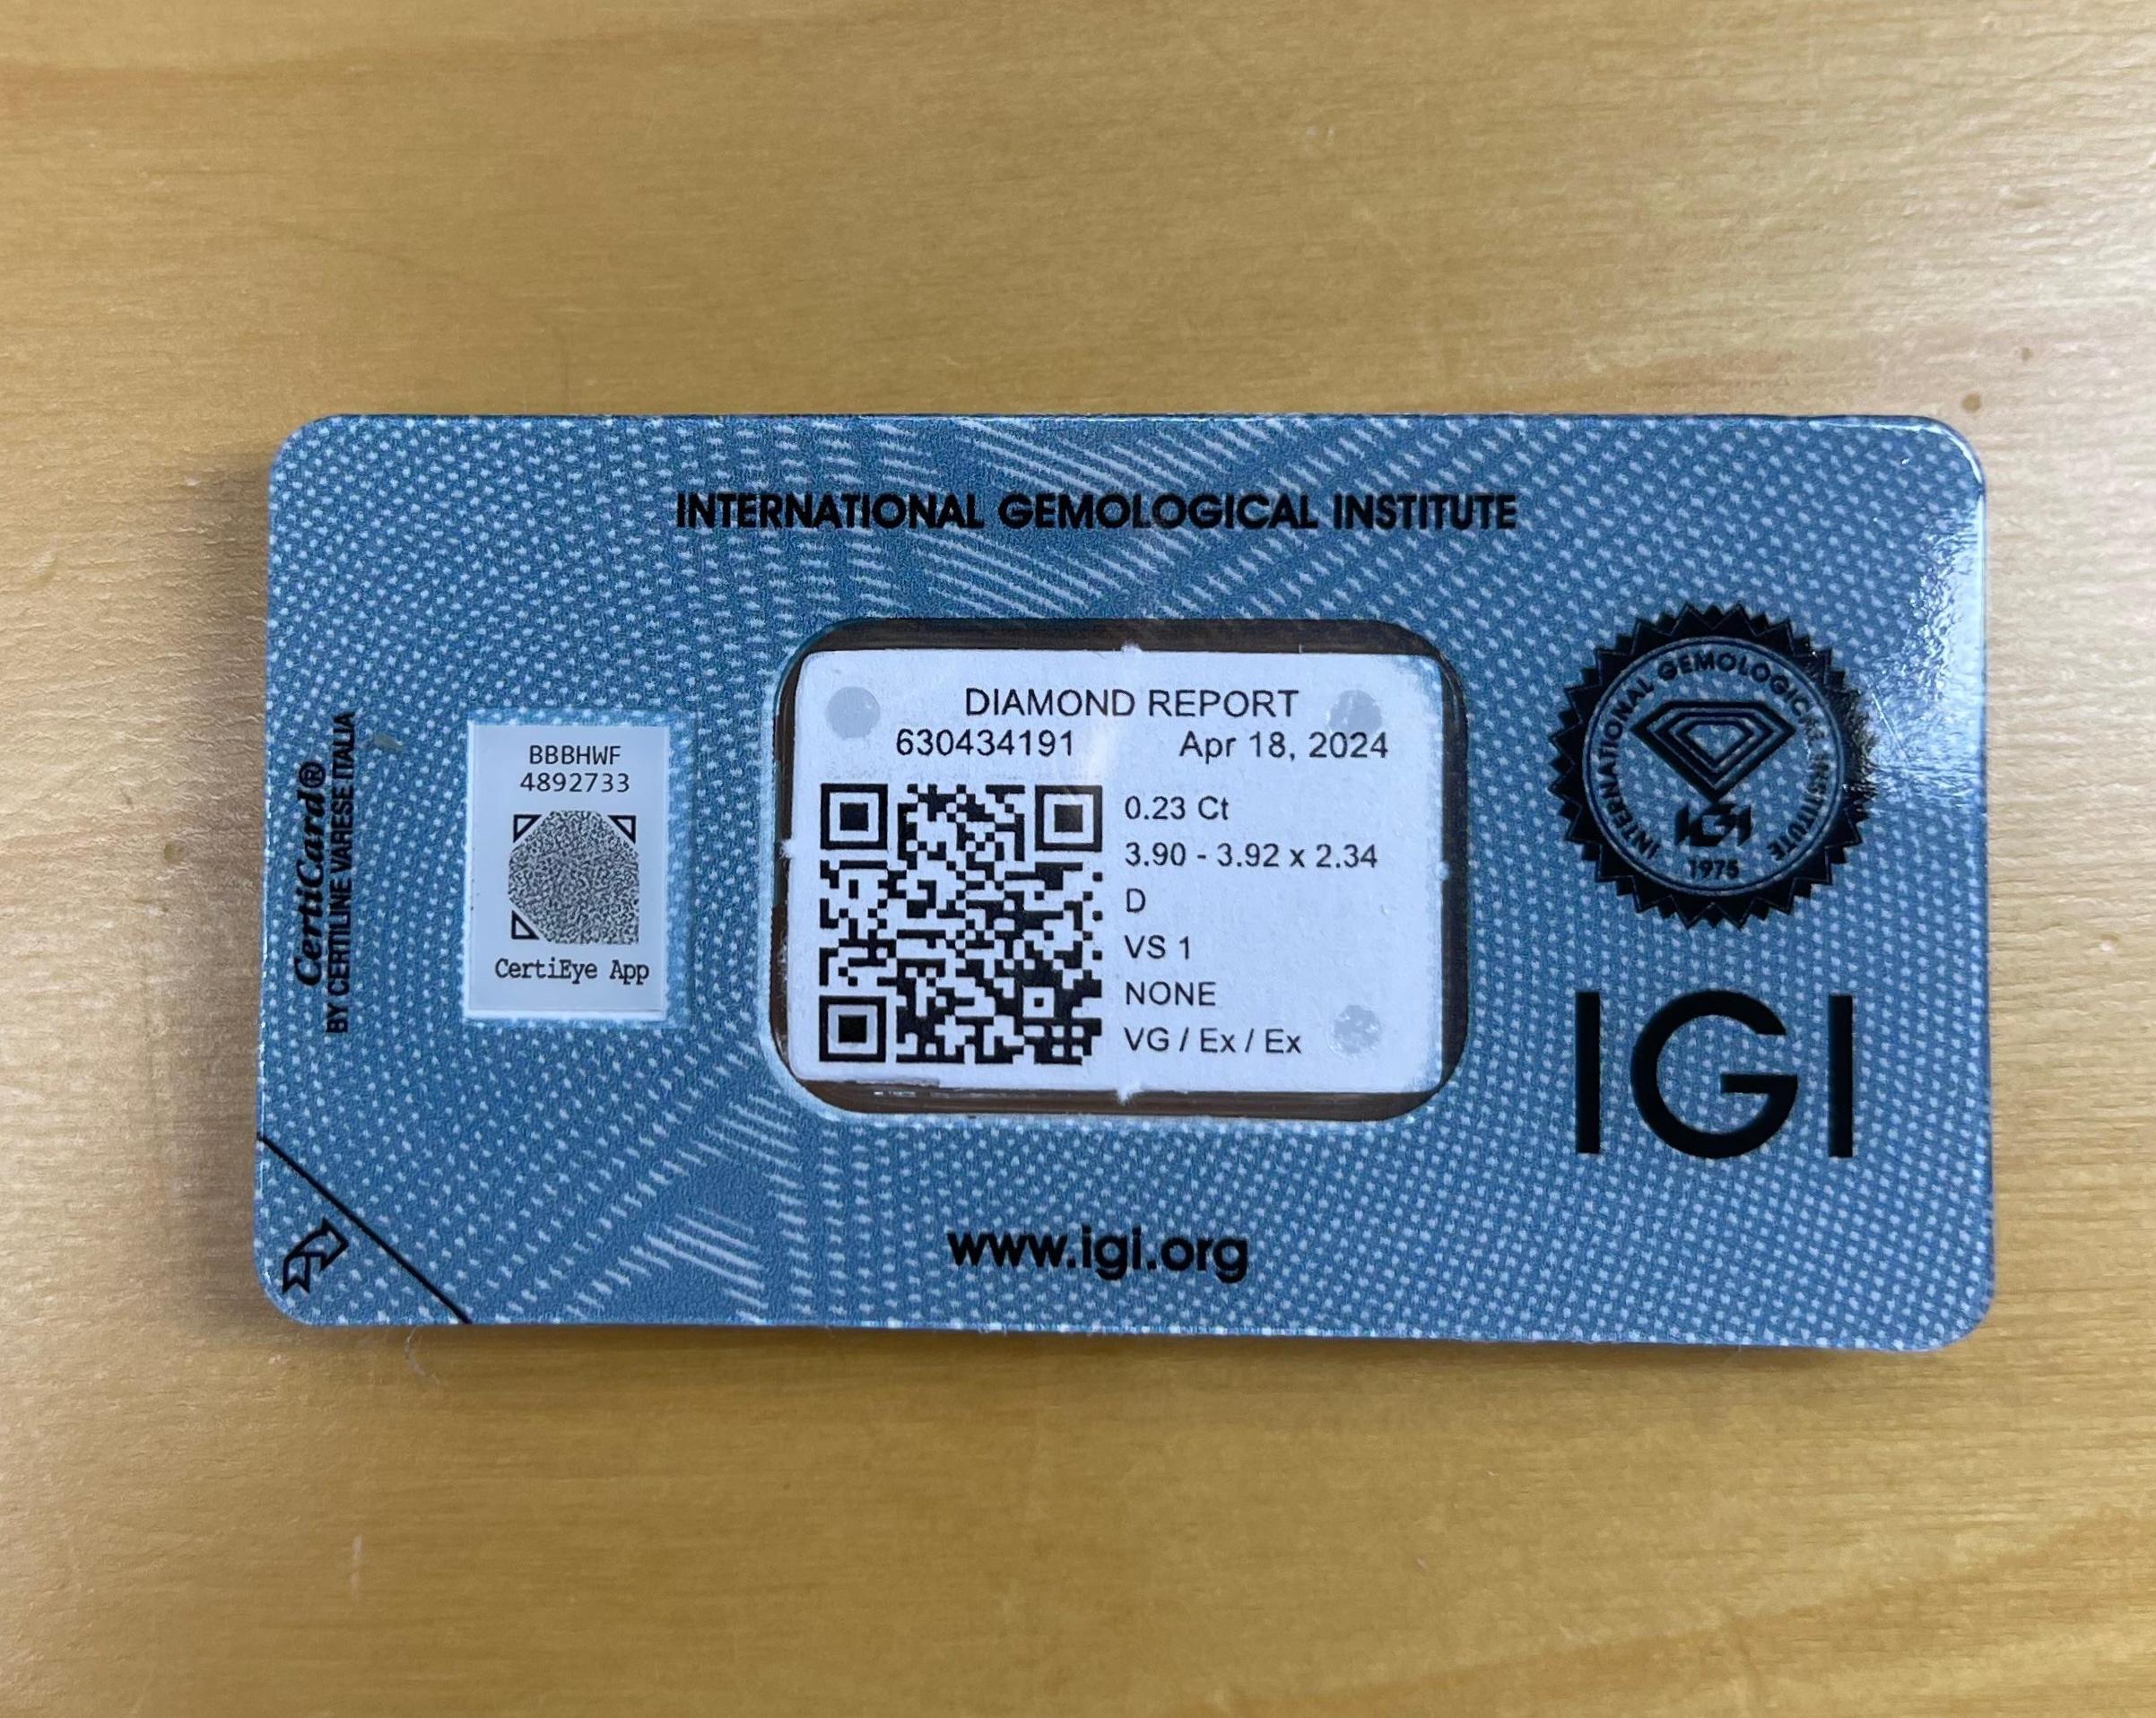 INTERNATIONAL GEMOLOGICAL INSTITUTE
CertiCard®
BY CERTILINE VARESE ITALIA
BBBHWF
4892733
CertiEye App
DIAMOND REPORT
630434191 Apr 18, 2024
0.23 Ct
3.90 - 3.92 x 2.34
D
VS 1
NONE
VG / Ex / Ex
INTERNATIONAL GEMOLOGICAL INSTITUTE
IGI
1975
IGI
www.igi.org